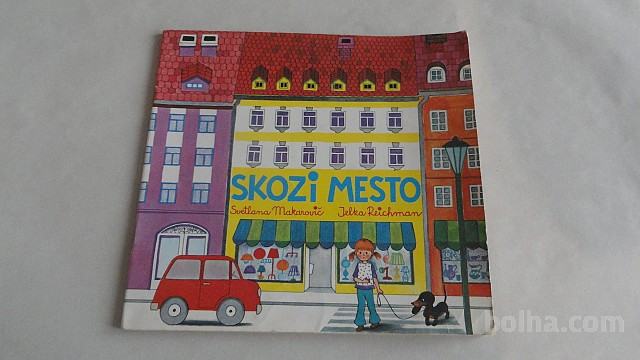 SKOZI MESTO
Svetlana Makarovič Jelka Reichman
bolha.com